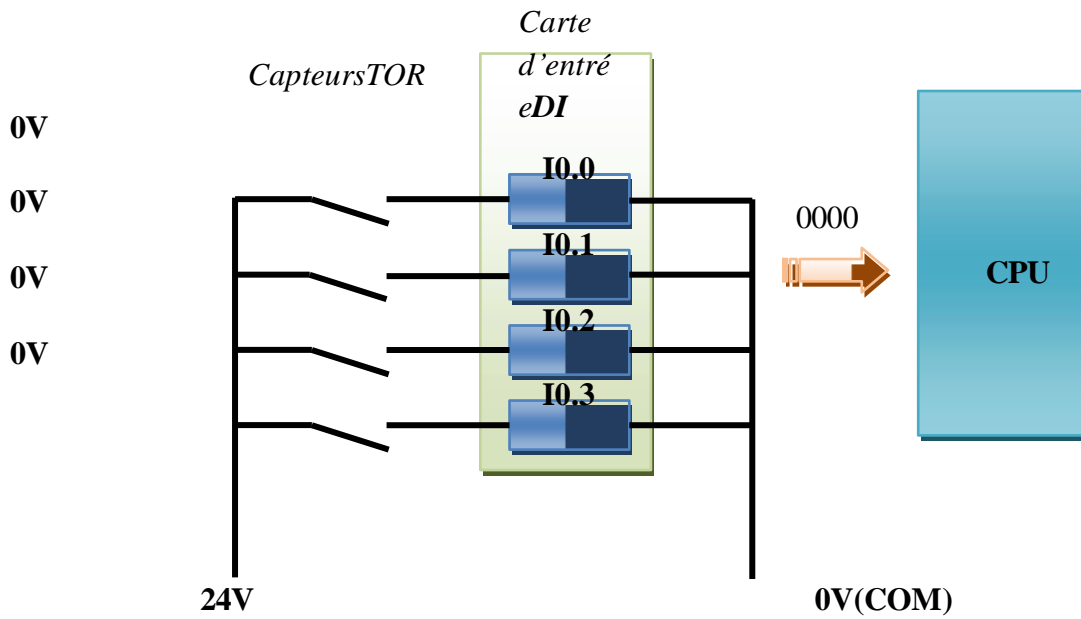 Carte
d'entré
eDI
CapteursTOR
0V
0V
0V
0V
I0.0
I0.1
I0.2
I0.3
0000
CPU
24V
0V(COM)